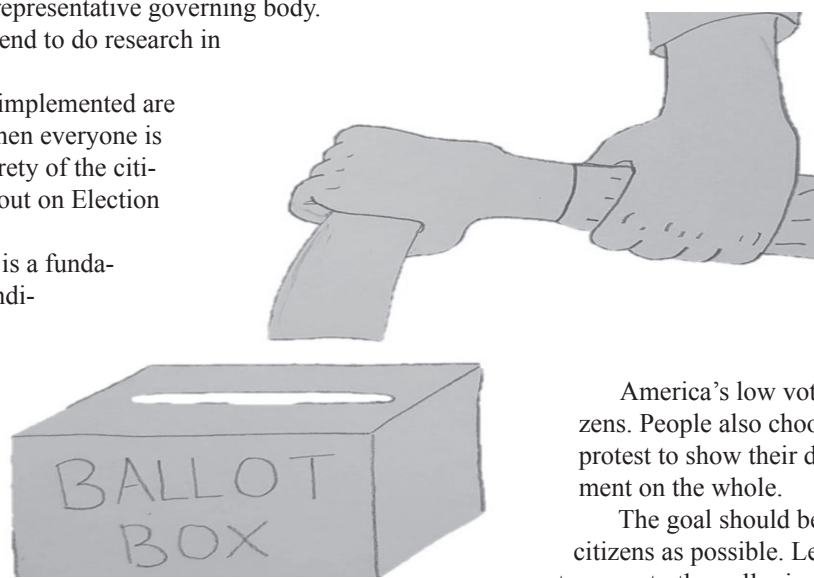 representative governing body.
end to do research in
implemented are
hen everyone is
rety of the citi-
out on Election
is a funda-
ndi-
BALLOT
BOX
America's low vot
zens. People also choo
protest to show their d
ment on the whole.
The goal should be
citizens as possible. Le